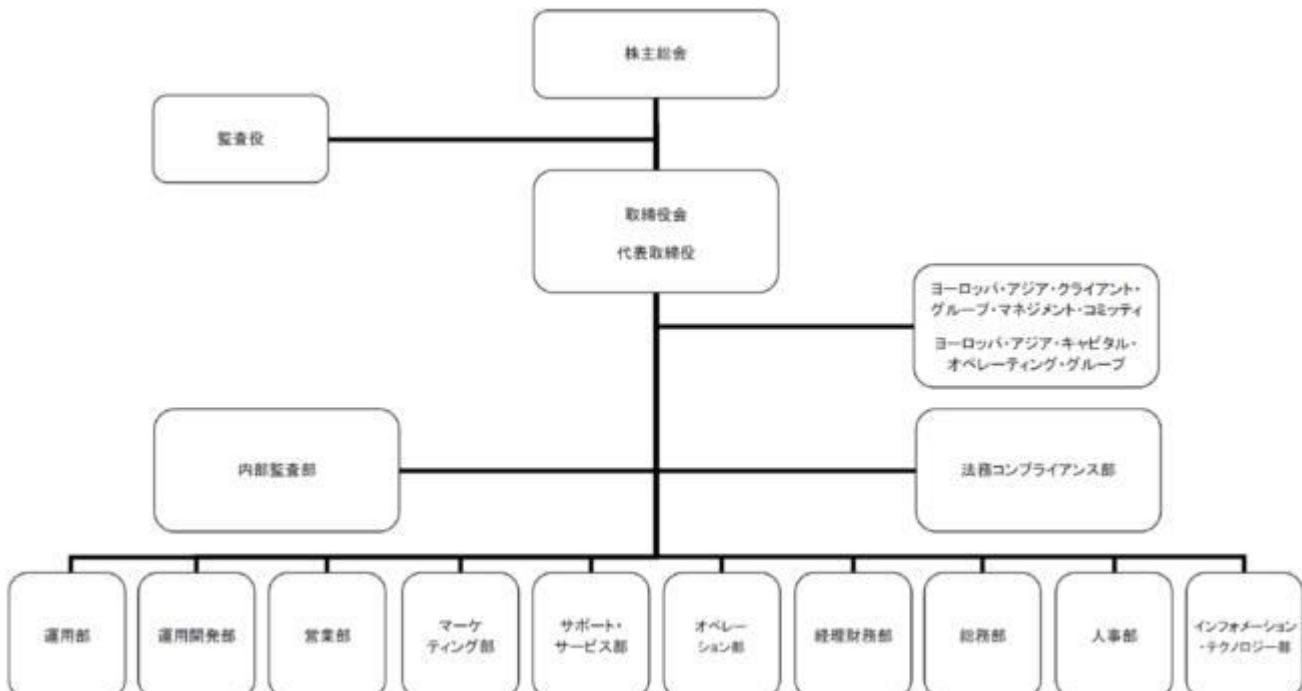 株主総会
監査役
取締役会
代表取締役
ヨーロッパ・アジア・クライアント・
グループ・マネジメント・コミッティ
ヨーロッパ・アジア・キャピタル・
オペレーティング・グループ
内部監査部
法務コンプライアンス部
運用部
運用開発部
営業部
マーケ
ティング部
サポート・
サービス部
オペレー
ション部
経理財務部
総務部
人事部
インフォメーション
・テクノロジー部